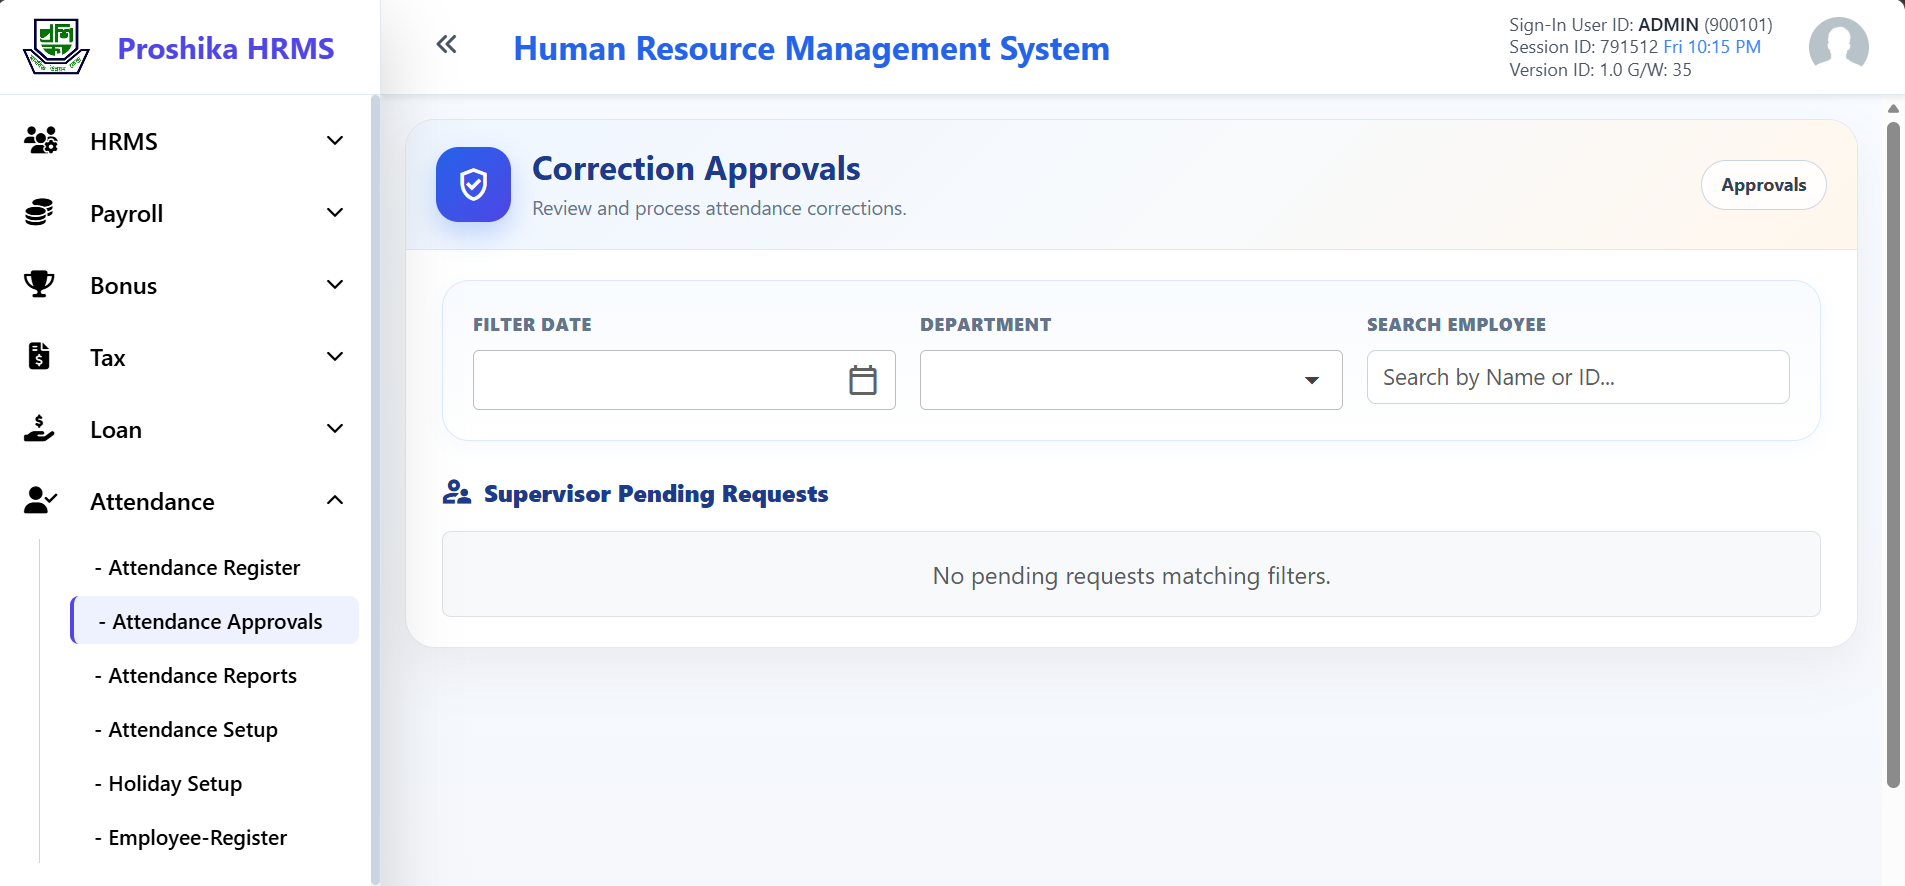 Proshika HRMS
Human Resource Management System
Sign-In User ID: ADMIN (900101)
Session ID: 791512 Fri 10:15 PM
Version ID: 1.0 G/W: 35
HRMS
Payroll
Bonus
Tax
Loan
Attendance
- Attendance Register
- Attendance Approvals
- Attendance Reports
- Attendance Setup
- Holiday Setup
- Employee-Register
Correction Approvals
Review and process attendance corrections.
Approvals
FILTER DATE
DEPARTMENT
SEARCH EMPLOYEE
Search by Name or ID...
Supervisor Pending Requests
No pending requests matching filters.